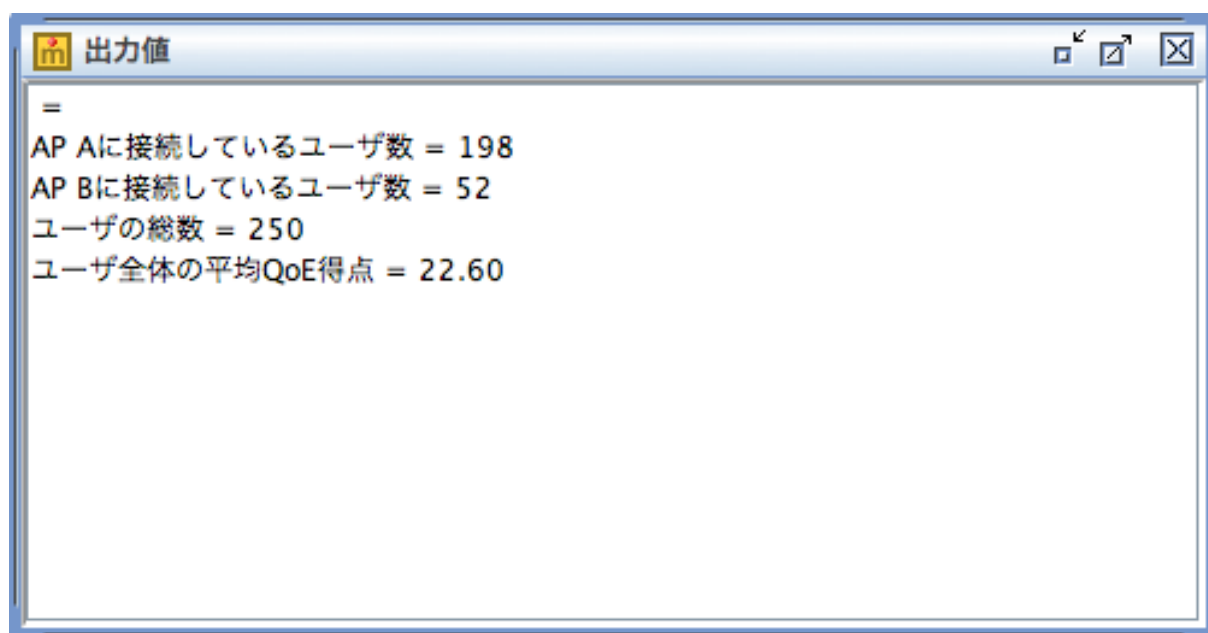 出力値
=
AP Aに接続しているユーザ数 = 198
AP Bに接続しているユーザ数 = 52
ユーザの総数 = 250
ユーザ全体の平均QoE得点 = 22.60